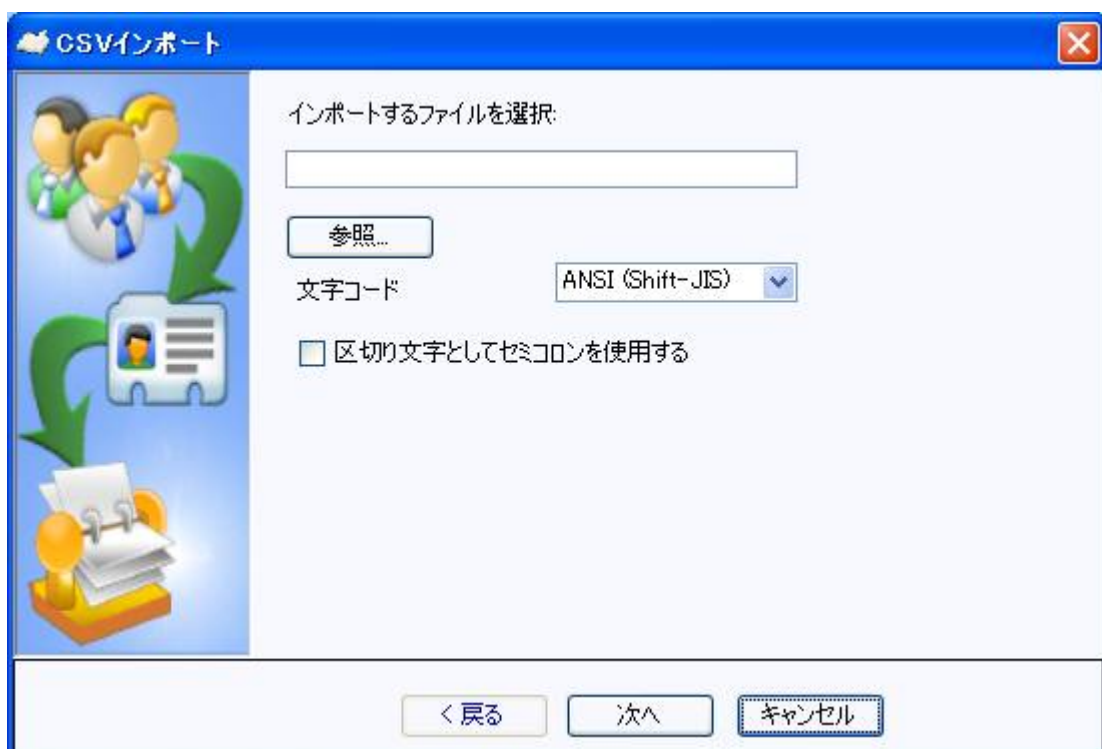 CSVインポート
インポートするファイルを選択:
参照...
文字コード
ANSI (Shift-JIS)
区切り文字としてセミコロンを使用する
< 戻る
次へ
キャンセル